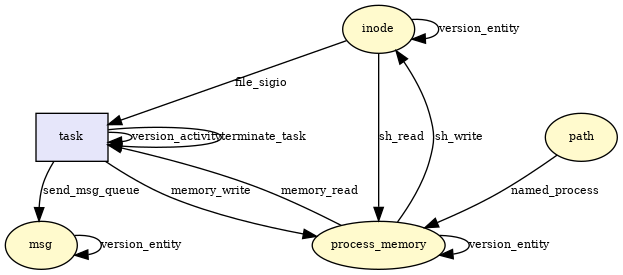 inode
version_entity
file_sigio
task
version_activity
terminate_task
sh_read
sh_write
path
send_msg_queue
memory_write
memory_read
named_process
msg
version_entity
process_memory
version_entity